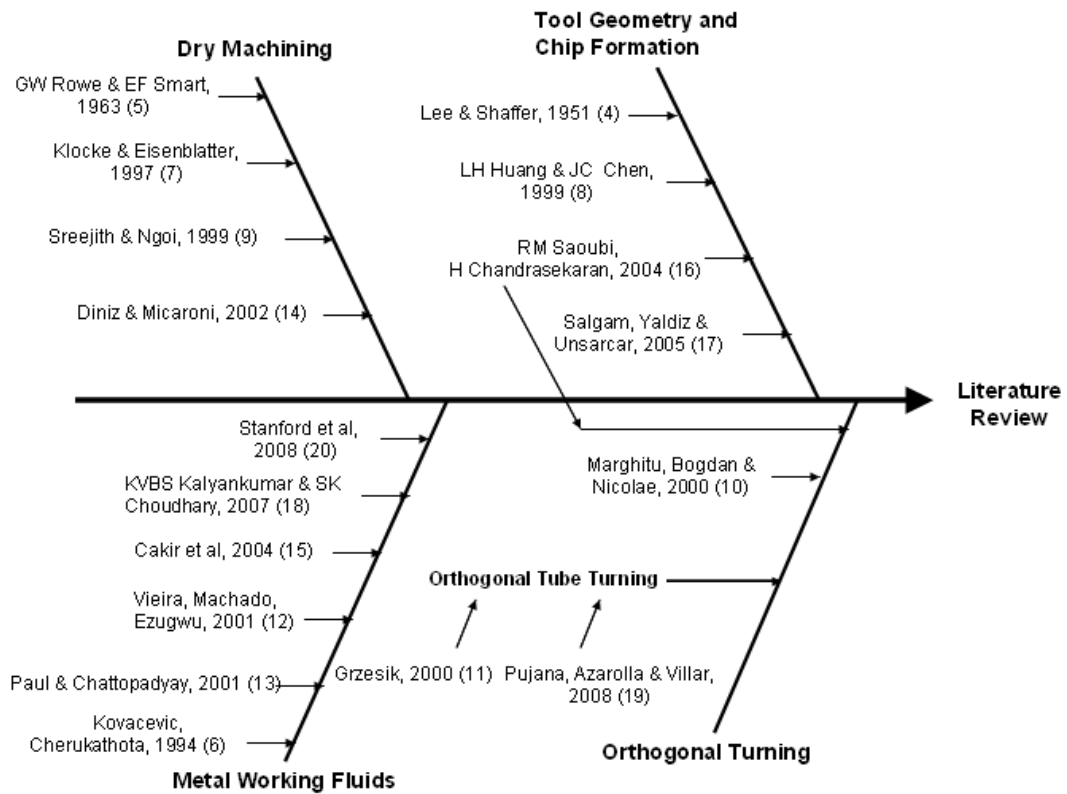 Dry Machining
GW Rowe & EF Smart,
1963 (5)
Klocke & Eisenblatter,
1997 (7)
Sreejith & Ngoi, 1999 (9)
Diniz & Micaroni, 2002 (14)
Tool Geometry and
Chip Formation
Lee & Shaffer, 1951 (4)
LH Huang & JC Chen,
1999 (8)
RM Saoubi,
H Chandrasekaran, 2004 (16)
Salgam, Yaldiz &
Unsarcar, 2005 (17)
Literature
Review
Stanford et al,
2008 (20)
KVBS Kalyankumar & SK
Choudhary, 2007 (18)
Cakir et al, 2004 (15)
Vieira, Machado,
Ezugwu, 2001 (12)
Paul & Chattopadyay, 2001 (13)
Kovacevic,
Cherukathota, 1994 (6)
Metal Working Fluids
Marghitu, Bogdan &
Nicolae, 2000 (10)
Orthogonal Tube Turning
Grzesik, 2000 (11)
Pujana, Azarolla & Villar,
2008 (19)
Orthogonal Turning